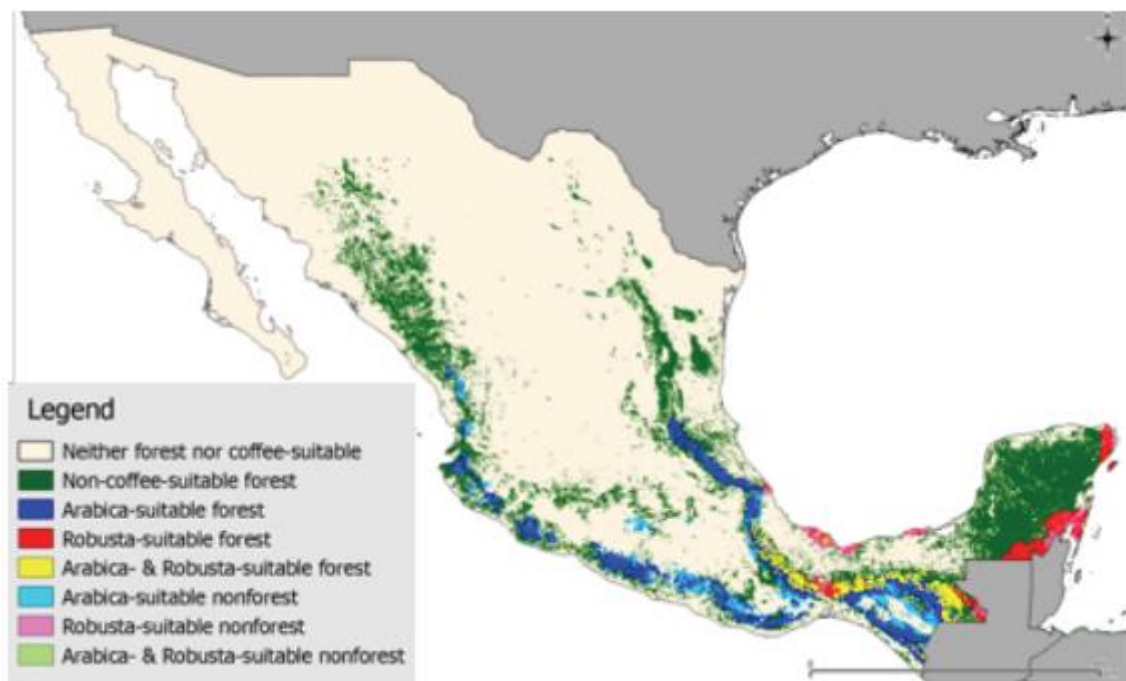 Legend
Neither forest nor coffee-suitable
Non-coffee-suitable forest
Arabica-suitable forest
Robusta-suitable forest
Arabica- & Robusta-suitable forest
Arabica-suitable nonforest
Robusta-suitable nonforest
Arabica- & Robusta-suitable nonforest